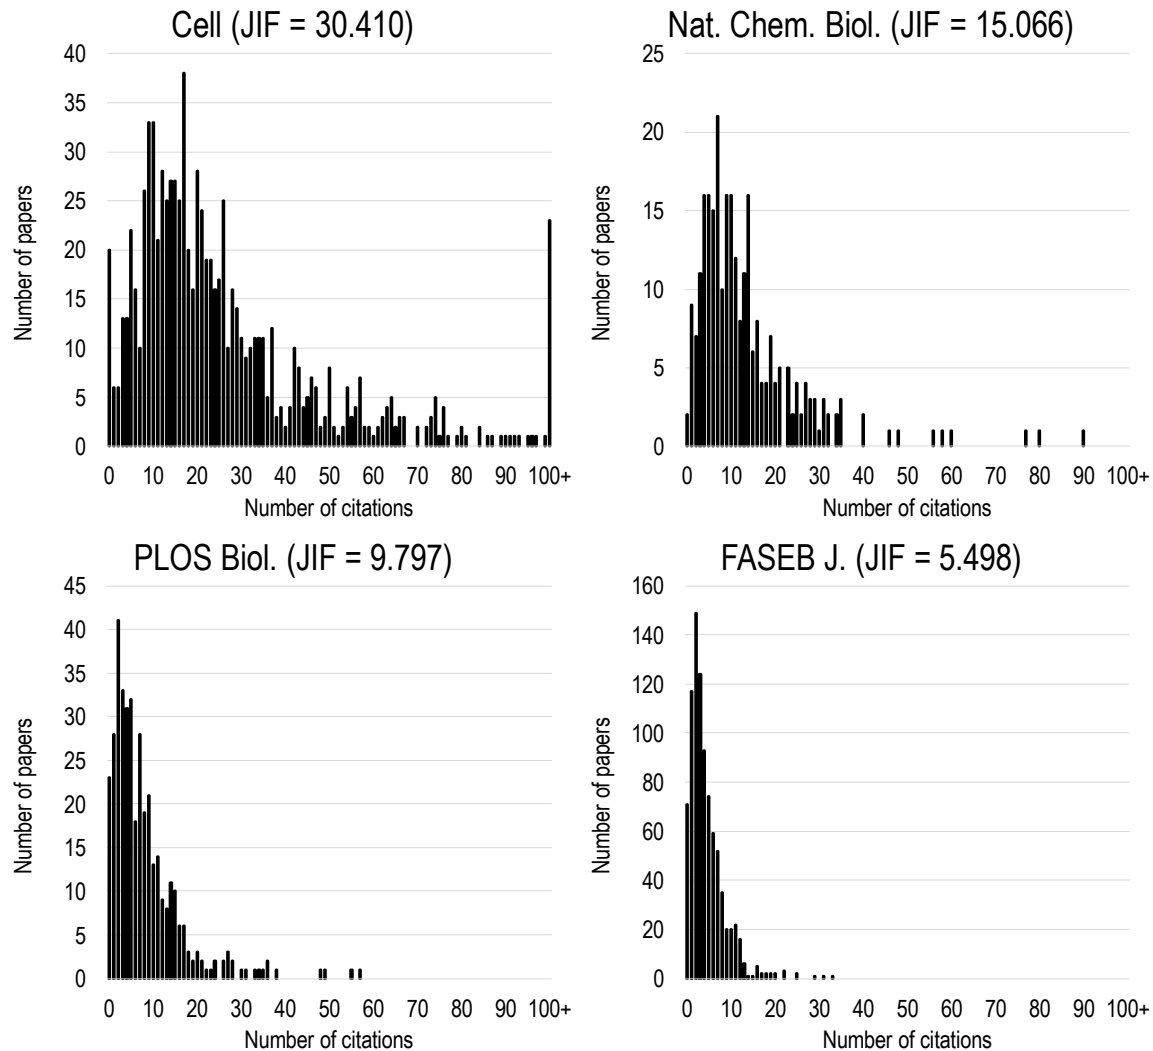 Cell (JIF = 30.410)
40
35
30
25
20
15
10
5
0
Number of papers
0 10 20 30 40 50 60 70 80 90 100+
Number of citations
Nat. Chem. Biol. (JIF = 15.066)
25
20
15
10
5
0
Number of papers
0 10 20 30 40 50 60 70 80 90 100+
Number of citations
PLOS Biol. (JIF = 9.797)
45
40
35
30
25
20
15
10
5
0
Number of papers
0 10 20 30 40 50 60 70 80 90 100+
Number of citations
FASEB J. (JIF = 5.498)
160
140
120
100
80
60
40
20
0
Number of papers
0 10 20 30 40 50 60 70 80 90 100+
Number of citations